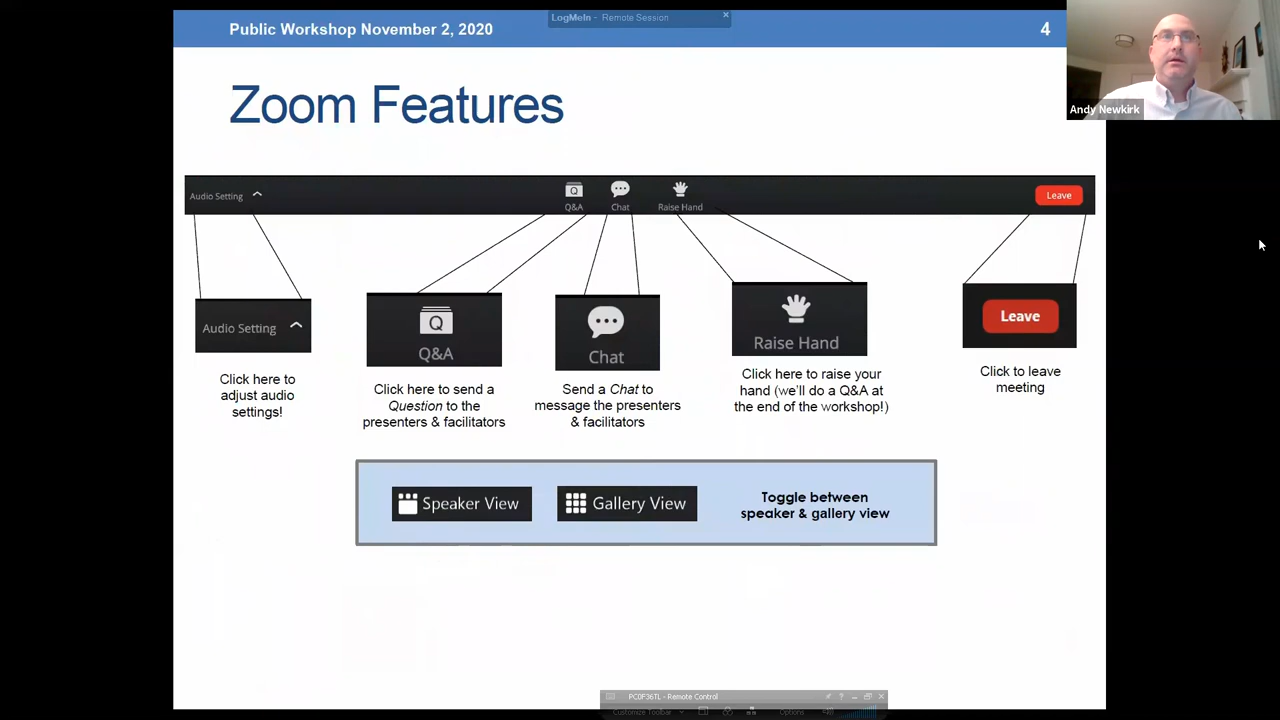 LogMeIn - Remote Session
Public Workshop November 2, 2020
4
Andy Newkirk
Zoom Features
Audio Setting
Q
Q&A
Chat
Raise Hand
Leave
Audio Setting
Q
Q&A
Chat
Raise Hand
Leave
Click here to
adjust audio
settings!
Click here to send a
Question to the
presenters & facilitators
Send a Chat to
message the presenters
& facilitators
Click here to raise your
hand (we'll do a Q&A at
the end of the workshop!)
Click to leave
meeting
Speaker View
Gallery View
Toggle between
speaker & gallery view
PC0F36TL - Remote Control
Customize Toolbar
Options